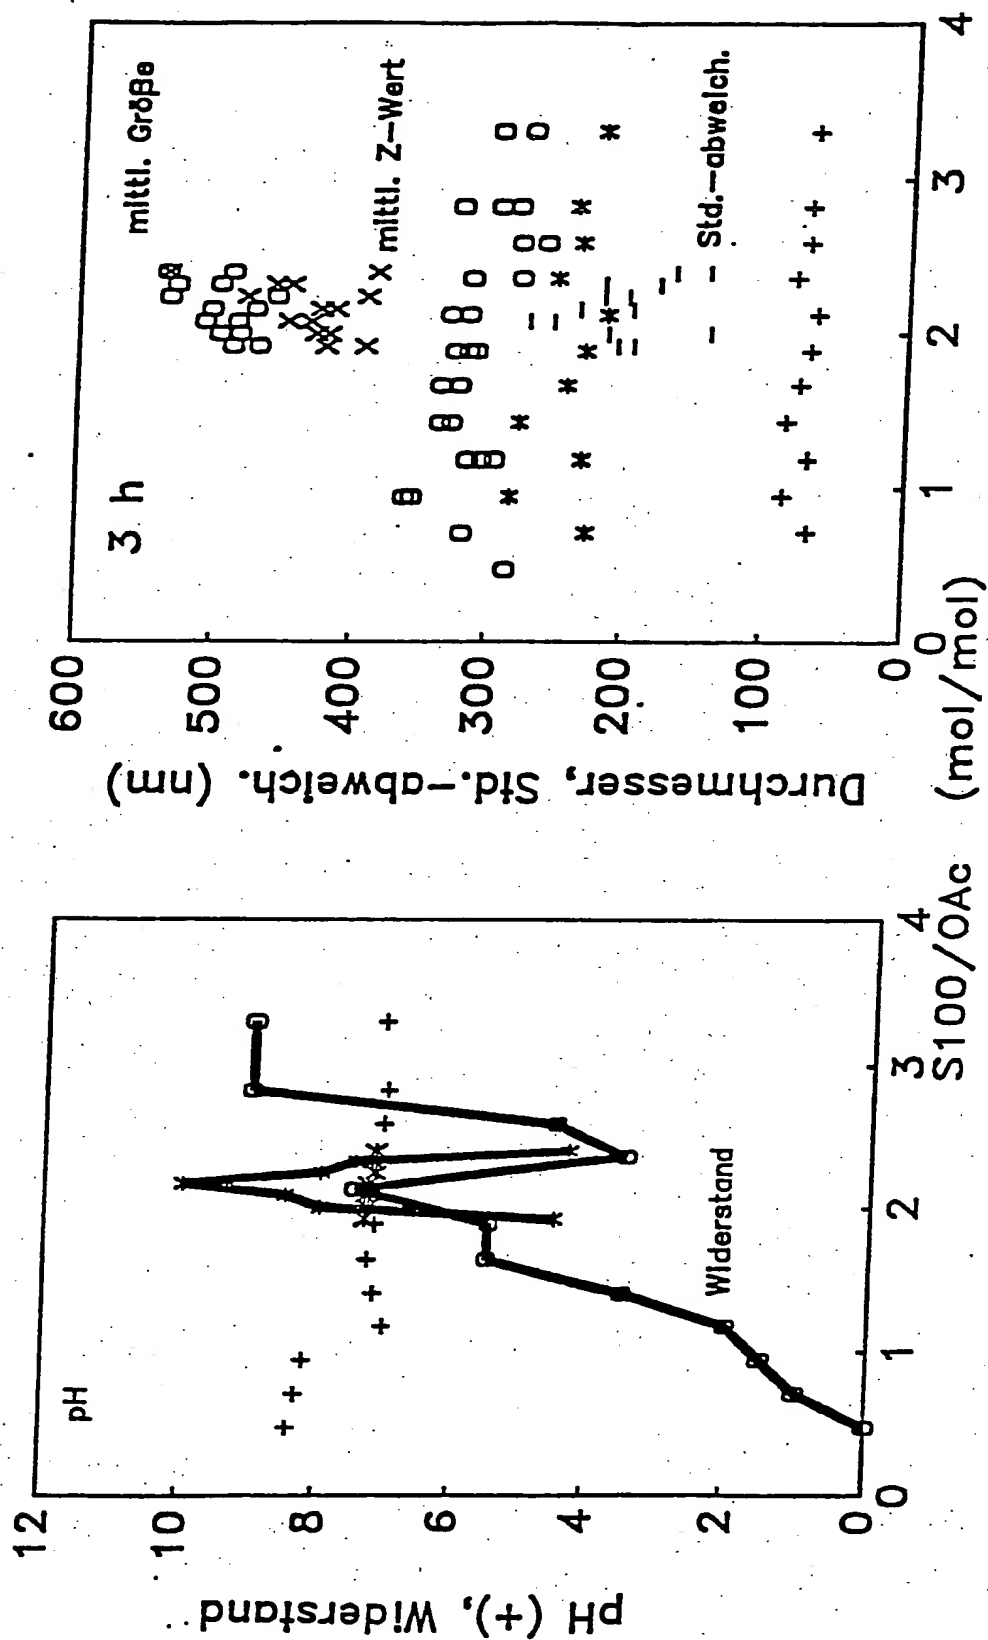 pH (+), Widerstand
12
10
8
6
4
2
0
pH
Widerstand
0
1
2
3
4
S100/OAc (mol/mol)
Durchmesser, Std.-abweich. (nm)
600
500
400
300
200
100
0
3 h
mittl. Größe
mittl. Z-Wert
Std.-abweich.
0
1
2
3
4